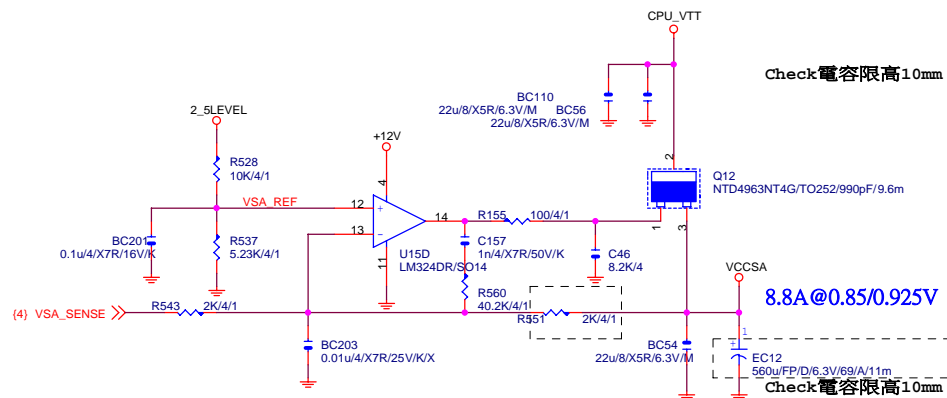 CPU_VTT
Check電容限高10mm
BC110
22u/8/X5R/6.3V/M
BC56
22u/8/X5R/6.3V/M
2_5LEVEL
+12V
R528
10K/4/1
2
Q12
NTD4963NT4G/TO252/990pF/9.6m
VSA_REF
4
12
+
14
R155
100/4/1
1
3
13
-
BC201
0.1u/4/X7R/16V/K
R537
5.23K/4/1
11
U15D
LM324DR/SO14
C157
1n/4/X7R/50V/K
C46
8.2K/4
VCCSA
R560
40.2K/4/1
8.8A@0.85/0.925V
{4} VSA_SENSE
R543
2K/4/1
R551
2K/4/1
1
+
BC203
0.01u/4/X7R/25V/K/X
BC54
22u/8/X5R/6.3V/M
EC12
560u/FP/D/6.3V/69/A/11m
Check電容限高10mm